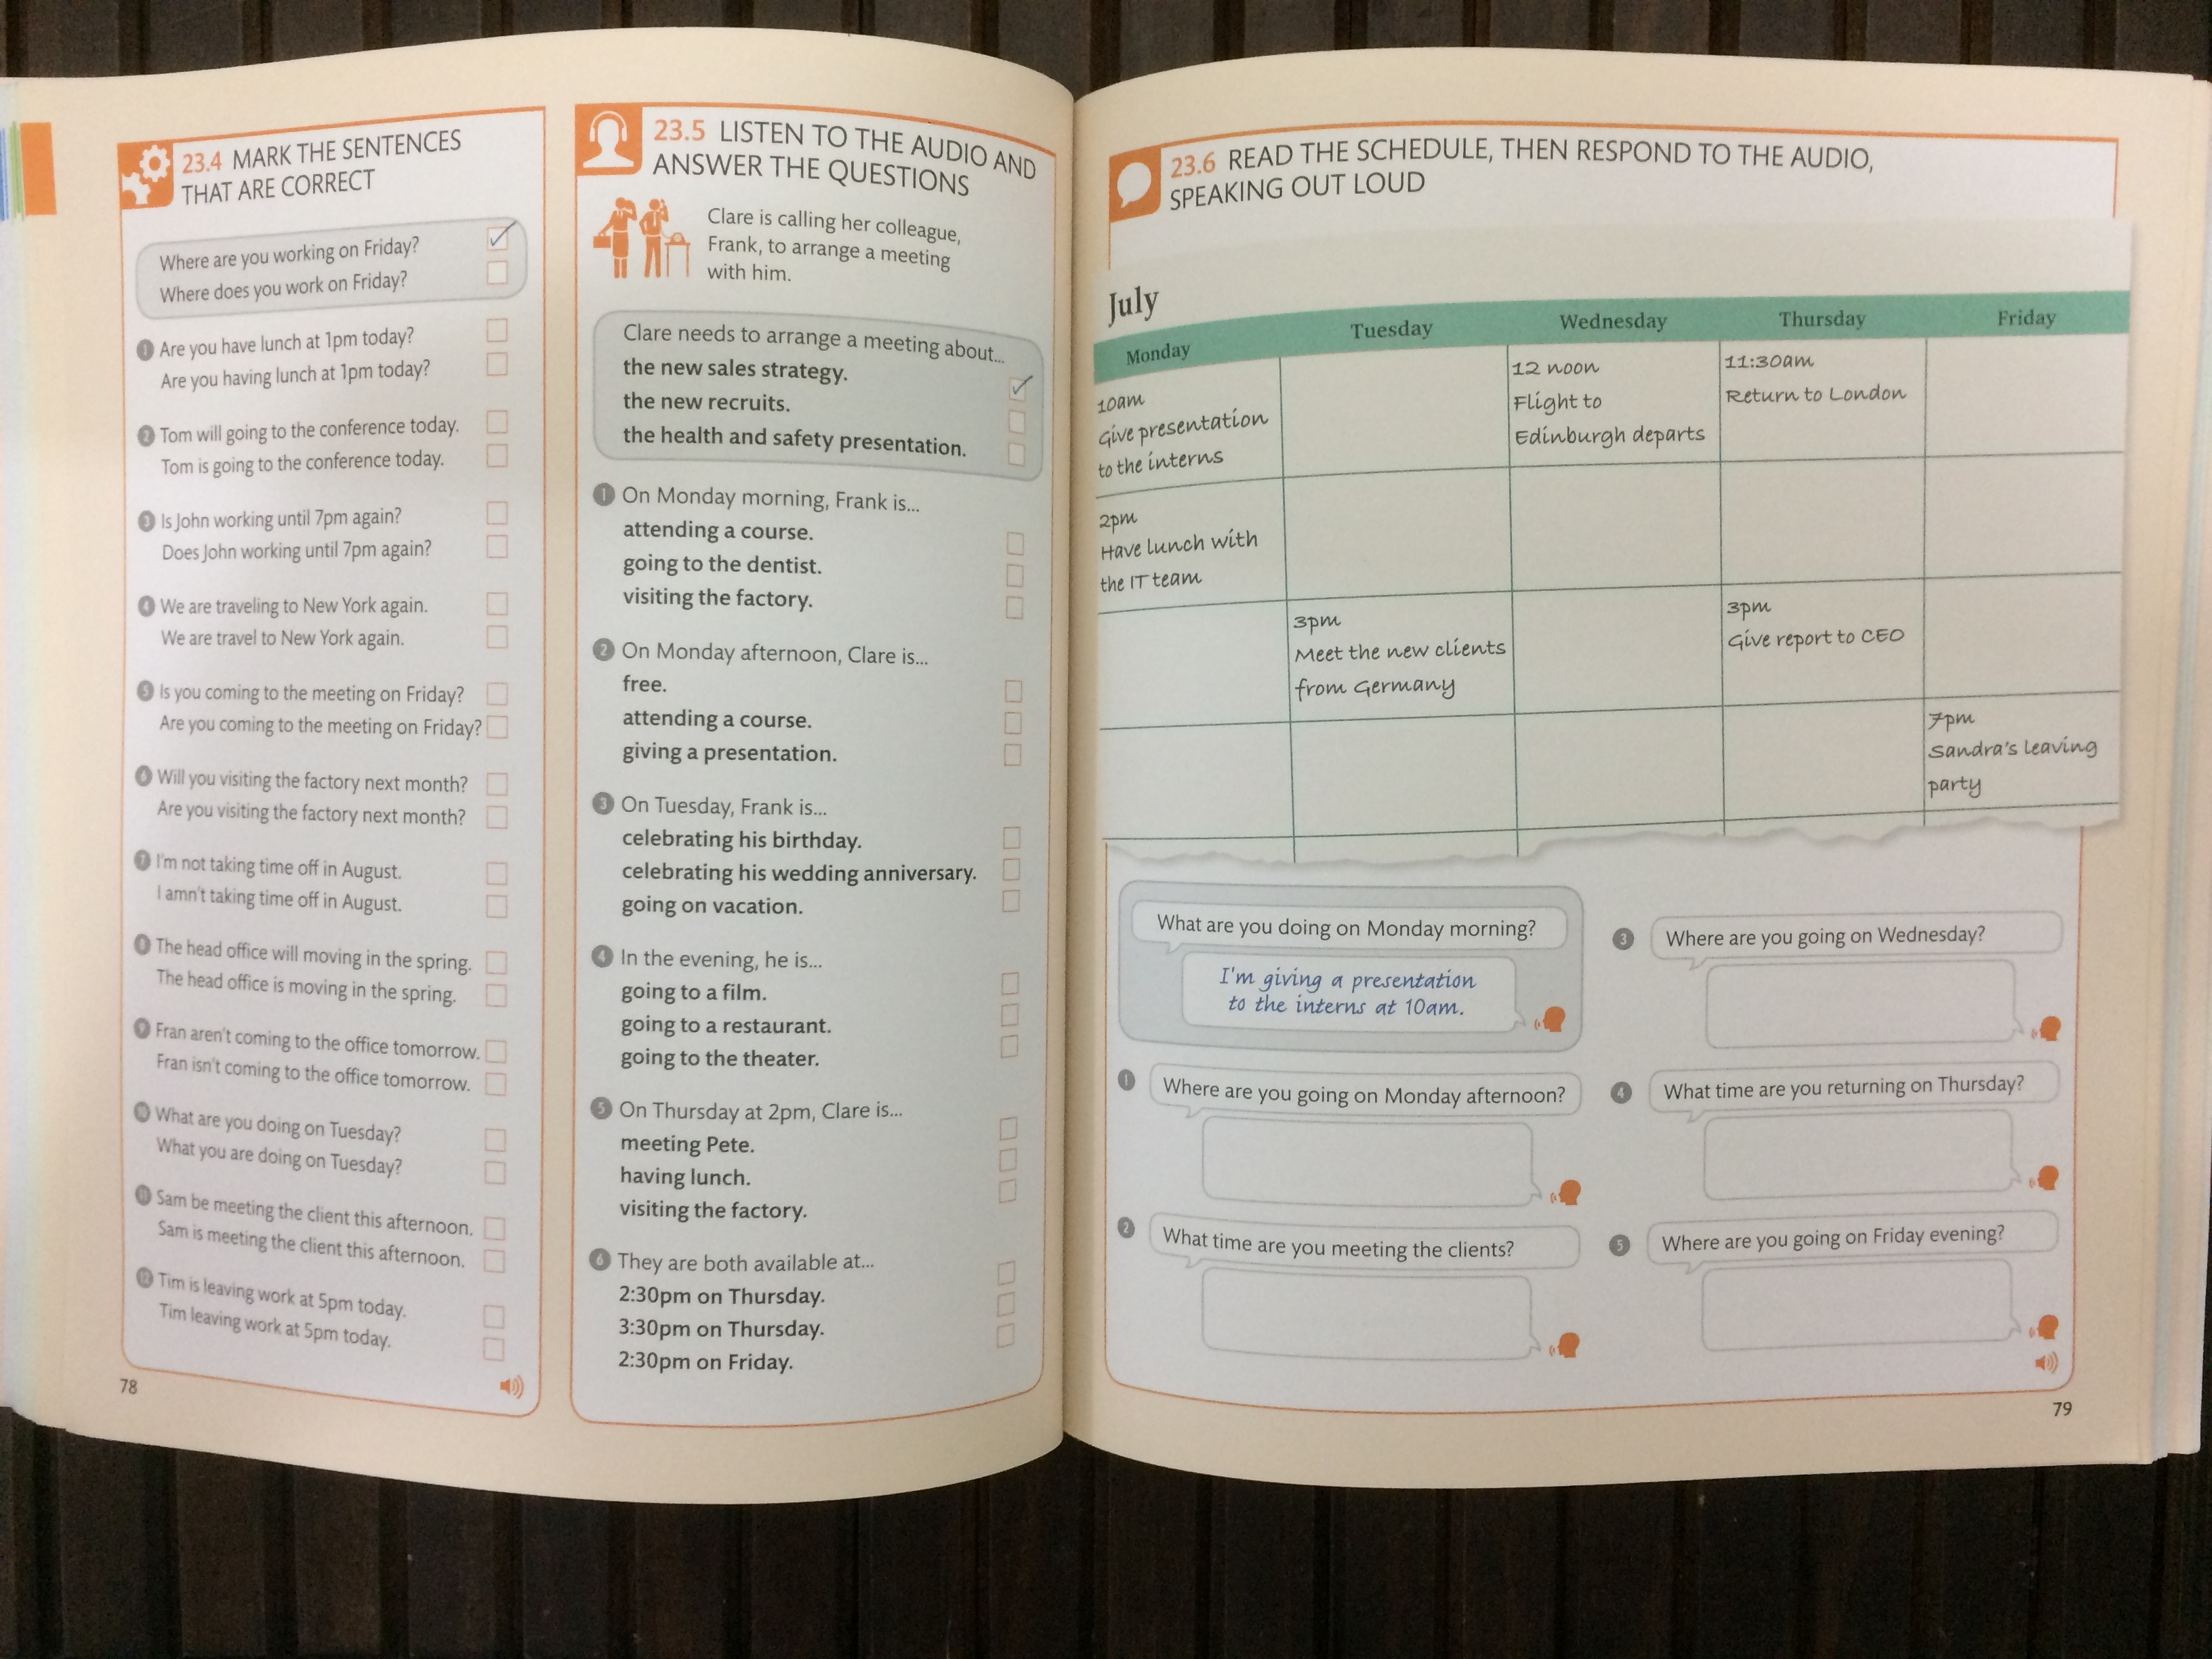 23.4 MARK THE SENTENCES
THAT ARE CORRECT
Where are you working on Friday?
Where does you work on Friday?
1 Are you have lunch at 1pm today?
Are you having lunch at 1pm today?
2 Tom will going to the conference today.
Tom is going to the conference today.
3 Is John working until 7pm again?
Does John working until 7pm again?
4 We are traveling to New York again.
We are travel to New York again.
5 Is you coming to the meeting on Friday?
Are you coming to the meeting on Friday?
6 Will you visiting the factory next month?
Are you visiting the factory next month?
7 I'm not taking time off in August.
I amn't taking time off in August.
8 The head office will moving in the spring.
The head office is moving in the spring.
9 Fran aren't coming to the office tomorrow.
Fran isn't coming to the office tomorrow.
10 What are you doing on Tuesday?
What you are doing on Tuesday?
11 Sam be meeting the client this afternoon.
Sam is meeting the client this afternoon.
12 Tim is leaving work at 5pm today.
Tim leaving work at 5pm today.
78
23.5 LISTEN TO THE AUDIO AND
ANSWER THE QUESTIONS
Clare is calling her colleague,
Frank, to arrange a meeting
with him.
Clare needs to arrange a meeting about...
the new sales strategy.
the new recruits.
the health and safety presentation.
1 On Monday morning, Frank is...
attending a course.
going to the dentist.
visiting the factory.
2 On Monday afternoon, Clare is...
free.
attending a course.
giving a presentation.
3 On Tuesday, Frank is...
celebrating his birthday.
celebrating his wedding anniversary.
going on vacation.
4 In the evening, he is...
going to a film.
going to a restaurant.
going to the theater.
5 On Thursday at 2pm, Clare is...
meeting Pete.
having lunch.
visiting the factory.
6 They are both available at...
2:30pm on Thursday.
3:30pm on Thursday.
2:30pm on Friday.
23.6 READ THE SCHEDULE, THEN RESPOND TO THE AUDIO,
SPEAKING OUT LOUD
July
Monday Tuesday Wednesday Thursday Friday
10am
Give presentation
to the interns
12 noon
Flight to
Edinburgh departs
11:30am
Return to London
2pm
Have lunch with
the IT team
3pm
Meet the new clients
from Germany
3pm
Give report to CEO
7pm
Sandra's leaving
party
What are you doing on Monday morning?
I'm giving a presentation
to the interns at 10am.
1 Where are you going on Monday afternoon?
2 What time are you meeting the clients?
3 Where are you going on Wednesday?
4 What time are you returning on Thursday?
5 Where are you going on Friday evening?
79